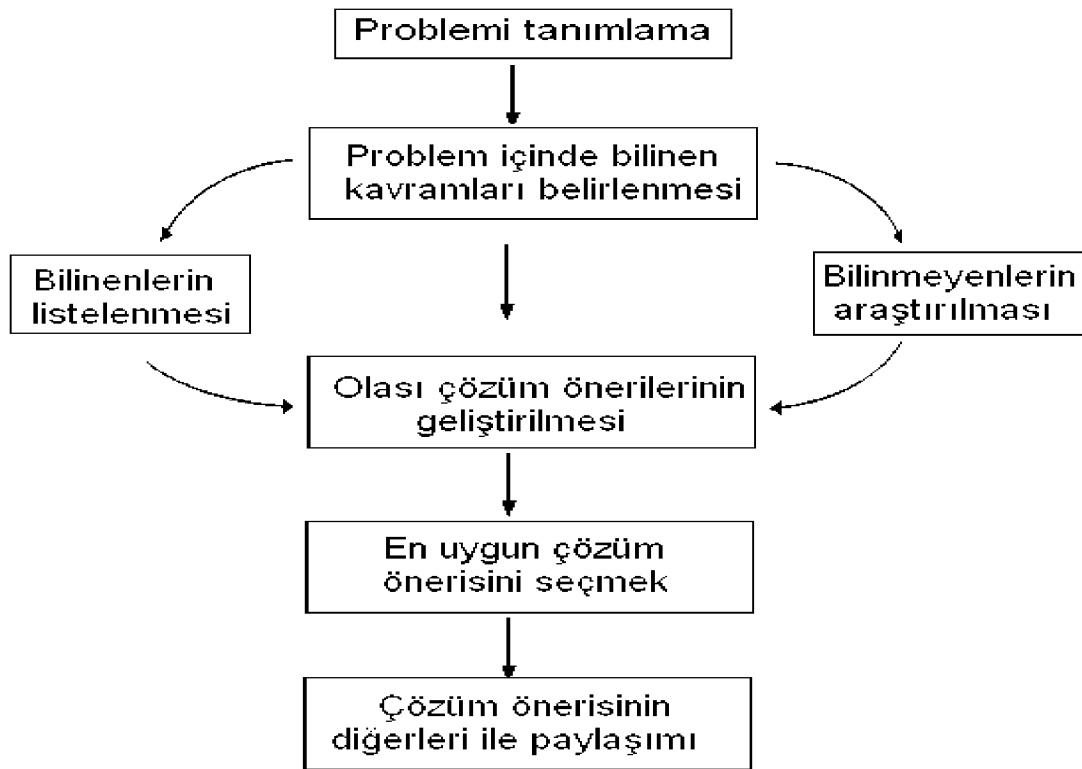 Problemi tanımlama
Problem içinde bilinen
kavramları belirlenmesi
Bilinenlerin
listelenmesi
Bilinmeyenlerin
araştırılması
Olası çözüm önerilerinin
geliştirilmesi
En uygun çözüm
önerisini seçmek
Çözüm önerisinin
diğerleri ile paylaşımı